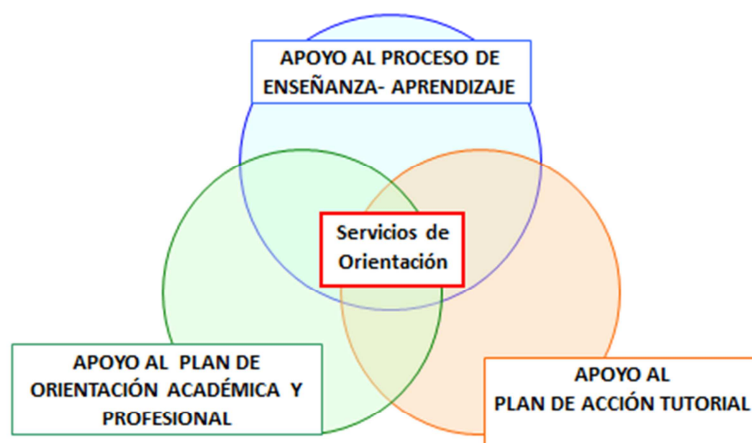 APOYO AL PROCESO DE
ENSEÑANZA- APRENDIZAJE
Servicios de
Orientación
APOYO AL PLAN DE
ORIENTACIÓN ACADÉMICA Y
PROFESIONAL
APOYO AL
PLAN DE ACCIÓN TUTORIAL